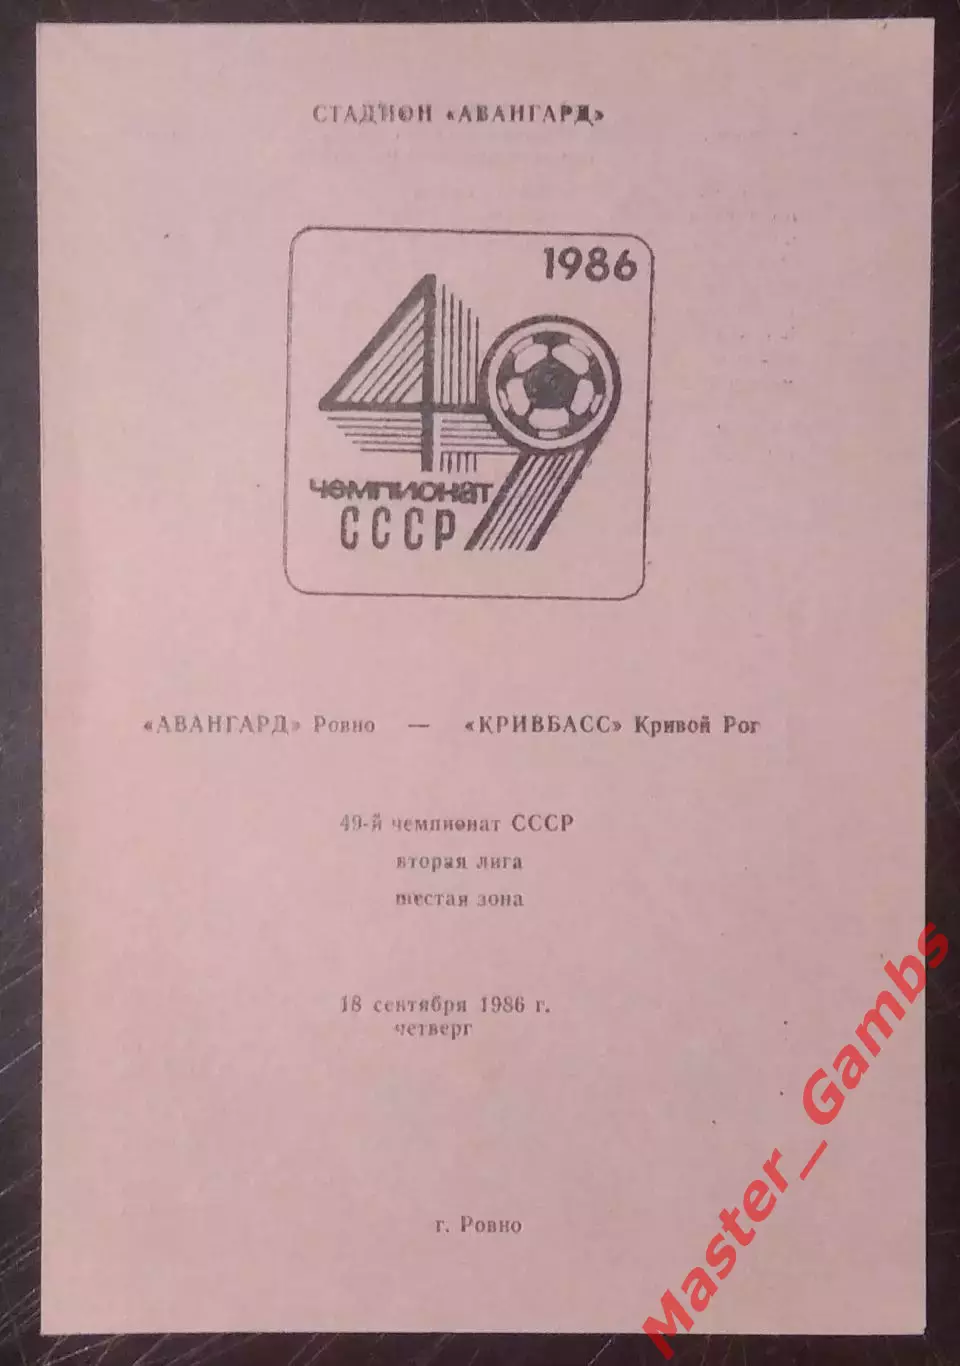 СТАДИОН «АВАНГАРД»
1986
49
чемпионат
СССР
«АВАНГАРД» Ровно — «КРИВБАСС» Кривой Рог
49-й чемпионат СССР
вторая лига
шестая зона
18 сентября 1986 г.
четверг
г. Ровно
Master_Gambs